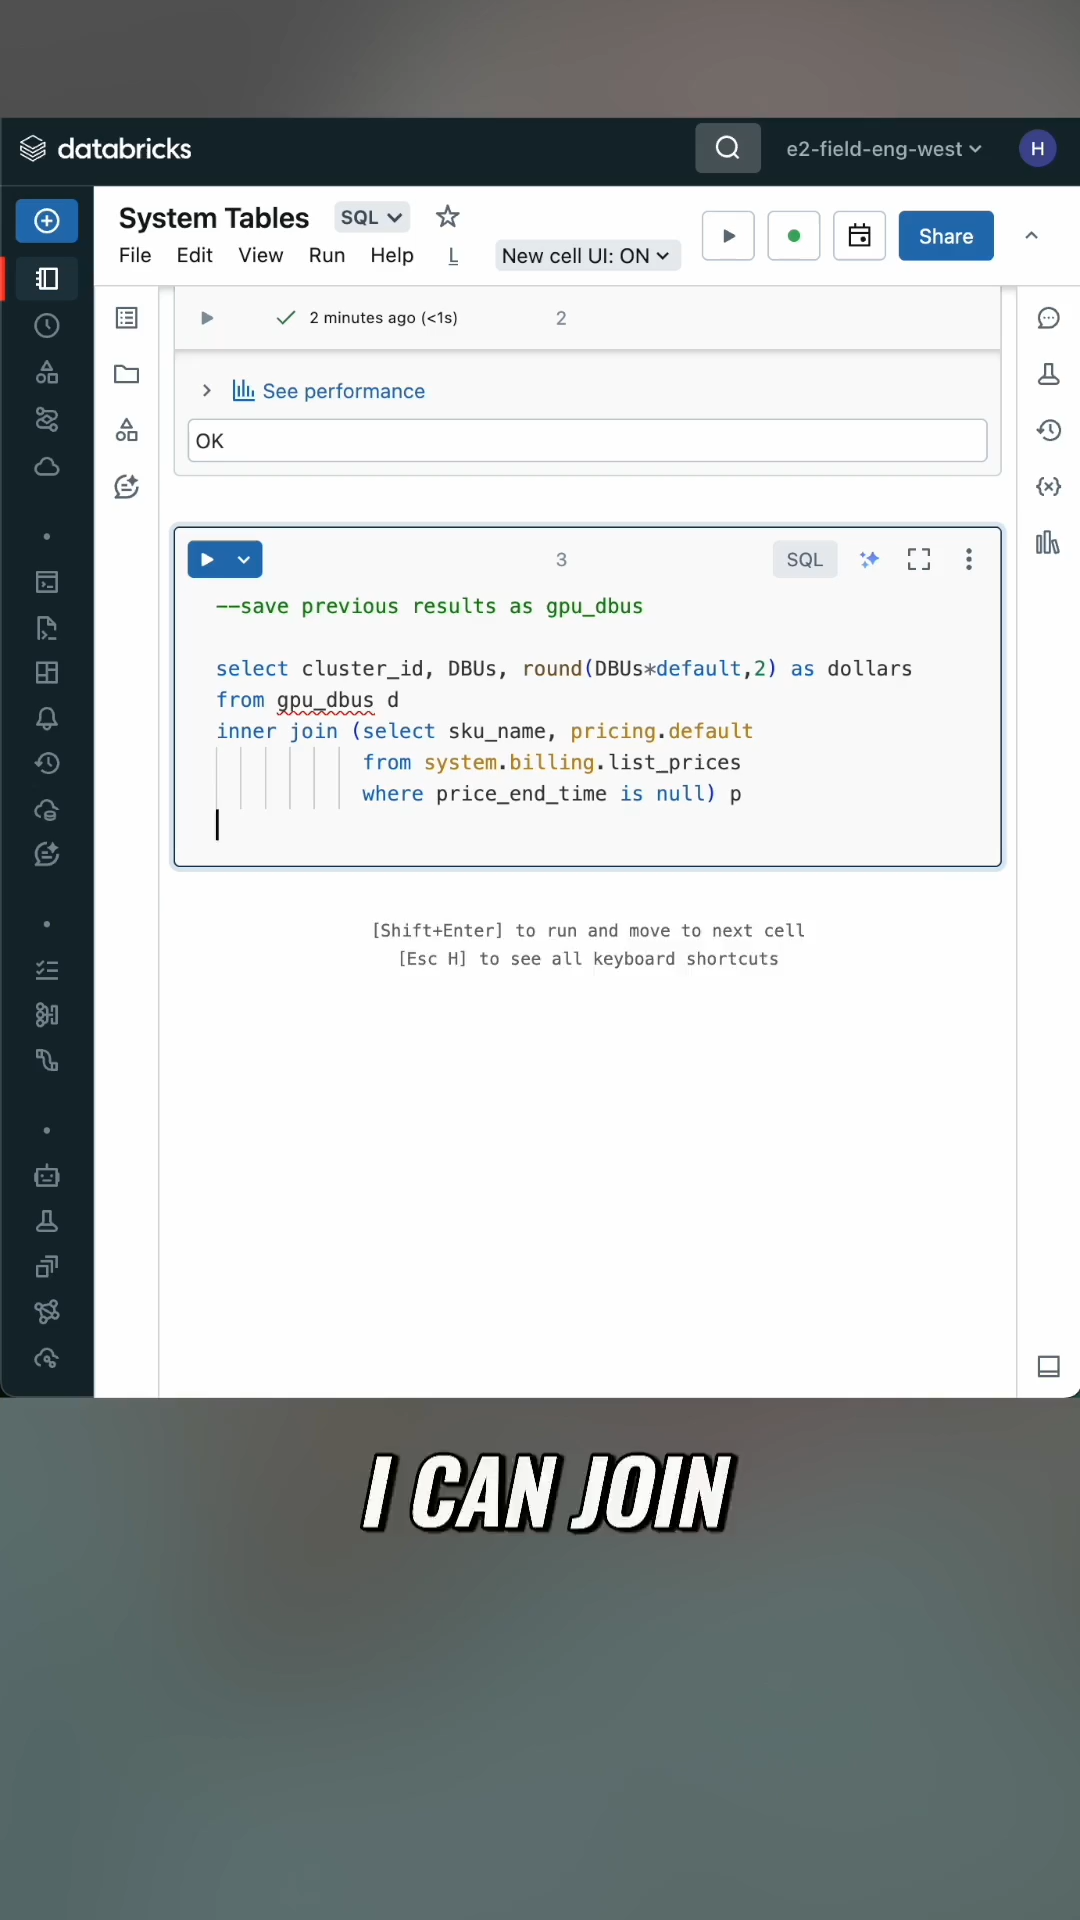 databricks
e2-field-eng-west
H
System Tables
SQL
File Edit View Run Help L New cell UI: ON
Share
2 minutes ago (<1s)
2
See performance
OK
3
SQL
--save previous results as gpu_dbus
select cluster_id, DBUs, round(DBUs*default,2) as dollars
from gpu_dbus d
inner join (select sku_name, pricing.default
from system.billing.list_prices
where price_end_time is null) p
[Shift+Enter] to run and move to next cell
[Esc H] to see all keyboard shortcuts
I CAN JOIN